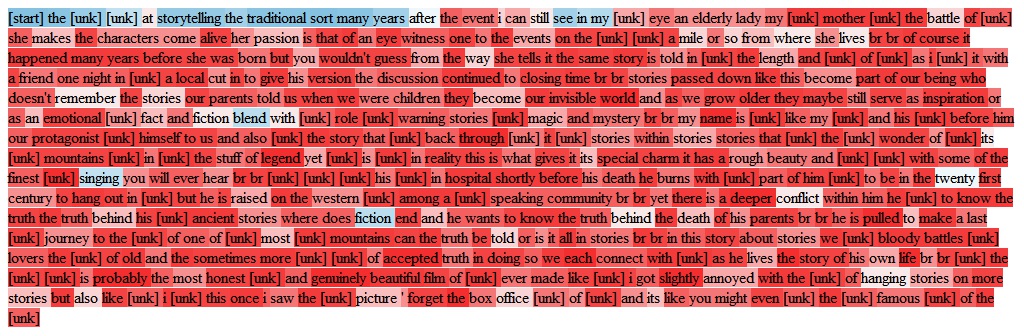 [start] the [unk] [unk] at storytelling the traditional sort many years after the event i can still see in my [unk] eye an elderly lady my [unk] mother [unk] the battle of [unk]
she makes the characters come alive her passion is that of an eye witness one to the events on the [unk] [unk] a mile or so from where she lives br br of course it
happened many years before she was born but you wouldn't guess from the way she tells it the same story is told in [unk] the length and [unk] of [unk] as i [unk] it with
a friend one night in [unk] a local cut in to give his version the discussion continued to closing time br br stories passed down like this become part of our being who
doesn't remember the stories our parents told us when we were children they become our invisible world and as we grow older they maybe still serve as inspiration or
as an emotional [unk] fact and fiction blend with [unk] role [unk] warning stories [unk] magic and mystery br br my name is [unk] like my [unk] and his [unk] before him
our protagonist [unk] himself to us and also [unk] the story that [unk] back through [unk] it [unk] stories within stories stories that [unk] the [unk] wonder of [unk] its
[unk] mountains [unk] in [unk] the stuff of legend yet [unk] is [unk] in reality this is what gives it its special charm it has a rough beauty and [unk] [unk] with some of the
finest [unk] singing you will ever hear br br [unk] [unk] [unk] his [unk] in hospital shortly before his death he burns with [unk] part of him [unk] to be in the twenty first
century to hang out in [unk] but he is raised on the western [unk] among a [unk] speaking community br br yet there is a deeper conflict within him he [unk] to know the
truth the truth behind his [unk] ancient stories where does fiction end and he wants to know the truth behind the death of his parents br br he is pulled to make a last
[unk] journey to the [unk] of one of [unk] most [unk] mountains can the truth be told or is it all in stories br br in this story about stories we [unk] bloody battles [unk]
lovers the [unk] of old and the sometimes more [unk] [unk] of accepted truth in doing so we each connect with [unk] as he lives the story of his own life br br [unk] the
[unk] [unk] is probably the most honest [unk] and genuinely beautiful film of [unk] ever made like [unk] i got slightly annoyed with the [unk] of hanging stories on more
stories but also like [unk] i [unk] this once i saw the [unk] picture ' forget the box office [unk] of [unk] and its like you might even [unk] the [unk] famous [unk] of the
[unk]